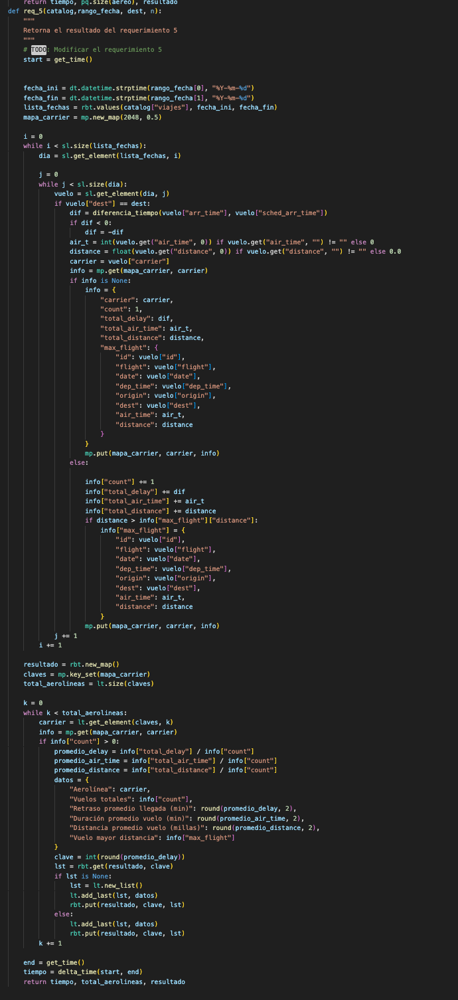 return tiempo, pq.size(aereo), resultado
def req_5(catalog,rango_fecha, dest, n):
    """
    Retorna el resultado del requerimiento 5
    """
    # TODO: Modificar el requerimiento 5
    start = get_time()


    fecha_ini = dt.datetime.strptime(rango_fecha[0], "%Y-%m-%d")
    fecha_fin = dt.datetime.strptime(rango_fecha[1], "%Y-%m-%d")
    lista_fechas = rbt.values(catalog["viajes"], fecha_ini, fecha_fin)
    mapa_carrier = mp.new_map(2048, 0.5)

    i = 0
    while i < sl.size(lista_fechas):
        dia = sl.get_element(lista_fechas, i)

        j = 0
        while j < sl.size(dia):
            vuelo = sl.get_element(dia, j)
            if vuelo["dest"] == dest:
                dif = diferencia_tiempo(vuelo["arr_time"], vuelo["sched_arr_time"])
                if dif < 0:
                    dif = -dif
                air_t = int(vuelo.get("air_time", 0)) if vuelo.get("air_time", "") != "" else 0
                distance = float(vuelo.get("distance", 0)) if vuelo.get("distance", "") != "" else 0.0
                carrier = vuelo["carrier"]
                info = mp.get(mapa_carrier, carrier)
                if info is None:
                    info = {
                        "carrier": carrier,
                        "count": 1,
                        "total_delay": dif,
                        "total_air_time": air_t,
                        "total_distance": distance,
                        "max_flight": {
                            "id": vuelo["id"],
                            "flight": vuelo["flight"],
                            "date": vuelo["date"],
                            "dep_time": vuelo["dep_time"],
                            "origin": vuelo["origin"],
                            "dest": vuelo["dest"],
                            "air_time": air_t,
                            "distance": distance
                        }
                    }
                    mp.put(mapa_carrier, carrier, info)
                else:

                    info["count"] += 1
                    info["total_delay"] += dif
                    info["total_air_time"] += air_t
                    info["total_distance"] += distance
                    if distance > info["max_flight"]["distance"]:
                        info["max_flight"] = {
                            "id": vuelo["id"],
                            "flight": vuelo["flight"],
                            "date": vuelo["date"],
                            "dep_time": vuelo["dep_time"],
                            "origin": vuelo["origin"],
                            "dest": vuelo["dest"],
                            "air_time": air_t,
                            "distance": distance
                        }
                    mp.put(mapa_carrier, carrier, info)
            j += 1
        i += 1

    resultado = rbt.new_map()
    claves = mp.key_set(mapa_carrier)
    total_aerolineas = lt.size(claves)

    k = 0
    while k < total_aerolineas:
        carrier = lt.get_element(claves, k)
        info = mp.get(mapa_carrier, carrier)
        if info["count"] > 0:
            promedio_delay = info["total_delay"] / info["count"]
            promedio_air_time = info["total_air_time"] / info["count"]
            promedio_distance = info["total_distance"] / info["count"]
            datos = {
                "Aerolínea": carrier,
                "Vuelos totales": info["count"],
                "Retraso promedio llegada (min)": round(promedio_delay, 2),
                "Duración promedio vuelo (min)": round(promedio_air_time, 2),
                "Distancia promedio vuelo (millas)": round(promedio_distance, 2),
                "Vuelo mayor distancia": info["max_flight"]
            }
            clave = int(round(promedio_delay))
            lst = rbt.get(resultado, clave)
            if lst is None:
                lst = lt.new_list()
                lt.add_last(lst, datos)
                rbt.put(resultado, clave, lst)
            else:
                lt.add_last(lst, datos)
                rbt.put(resultado, clave, lst)
        k += 1

    end = get_time()
    tiempo = delta_time(start, end)
    return tiempo, total_aerolineas, resultado